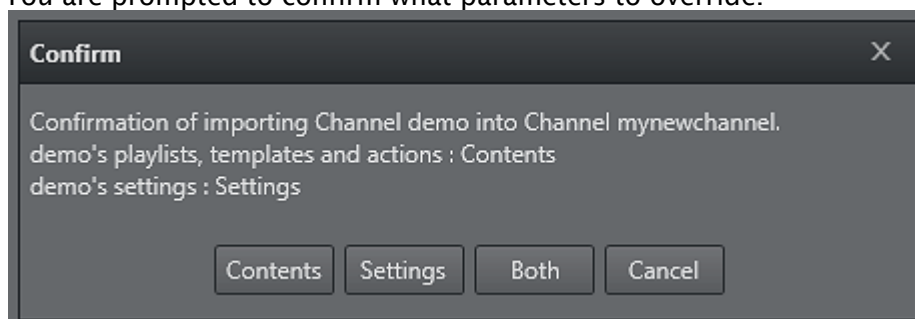 You are prompted to confirm what parameters to override.
Confirm
X
Confirmation of importing Channel demo into Channel mynewchannel.
demo's playlists, templates and actions : Contents
demo's settings : Settings
Contents Settings Both Cancel